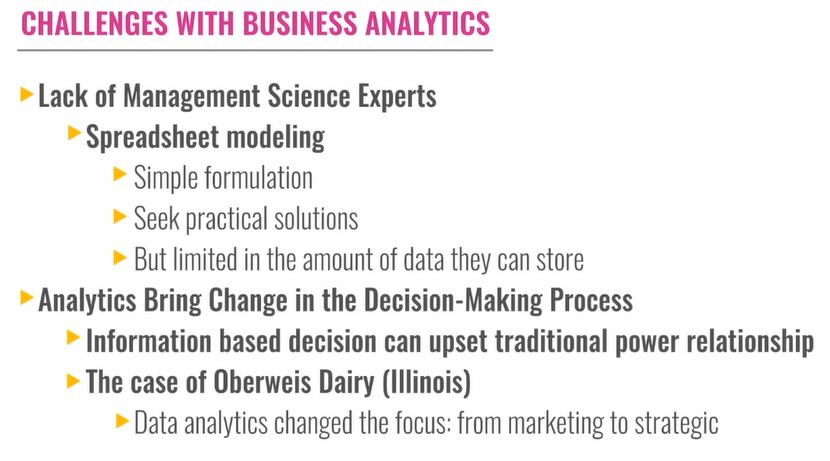 CHALLENGES WITH BUSINESS ANALYTICS
Lack of Management Science Experts
Spreadsheet modeling
Simple formulation
Seek practical solutions
But limited in the amount of data they can store
Analytics Bring Change in the Decision-Making Process
Information based decision can upset traditional power relationship
The case of Oberweis Dairy (Illinois)
Data analytics changed the focus: from marketing to strategic